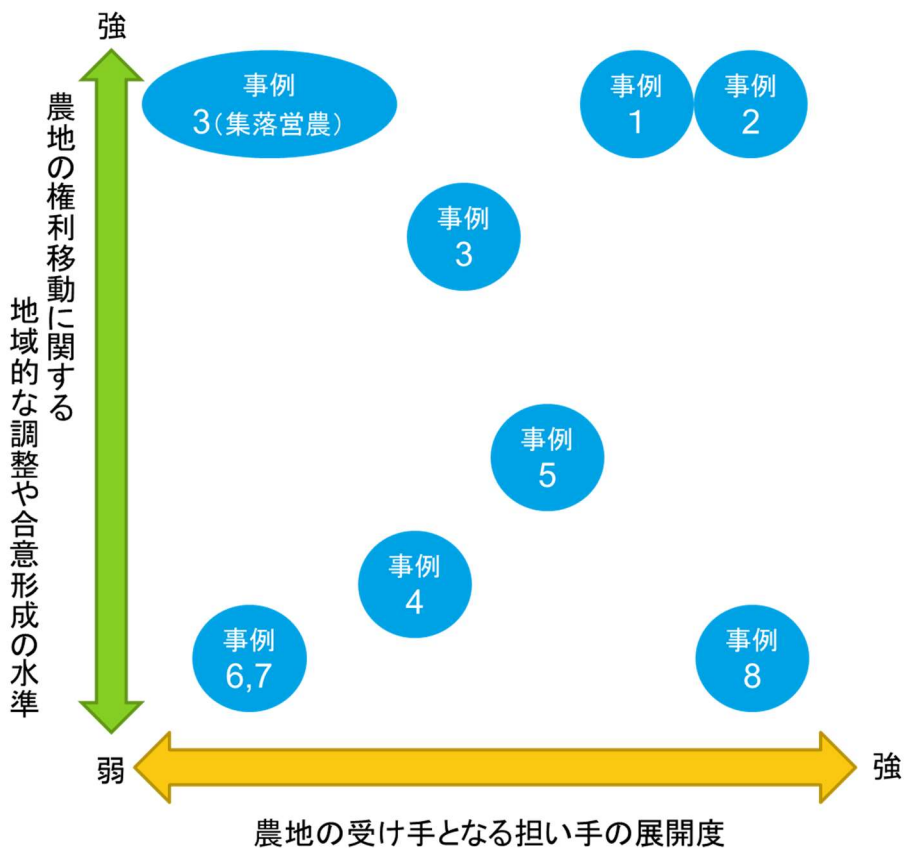 強
農地の権利移動に関する
地域的な調整や合意形成の水準
事例
3(集落営農)
事例
1
事例
2
事例
3
事例
5
事例
4
事例
6,7
事例
8
弱
強
農地の受け手となる担い手の展開度